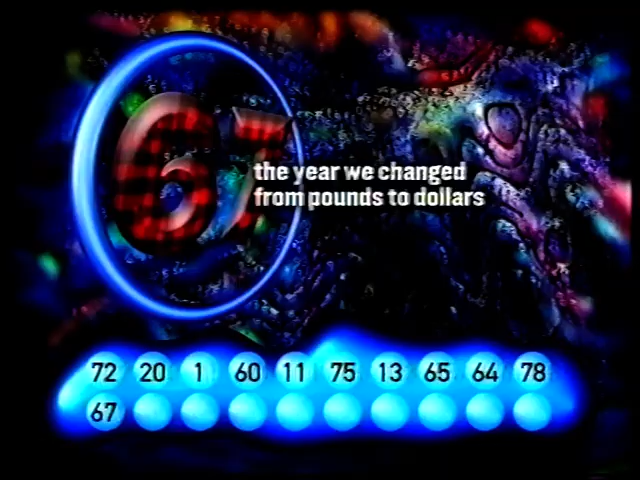 67
the year we changed
from pounds to dollars
72 20 1 60 11 75 13 65 64 78
67